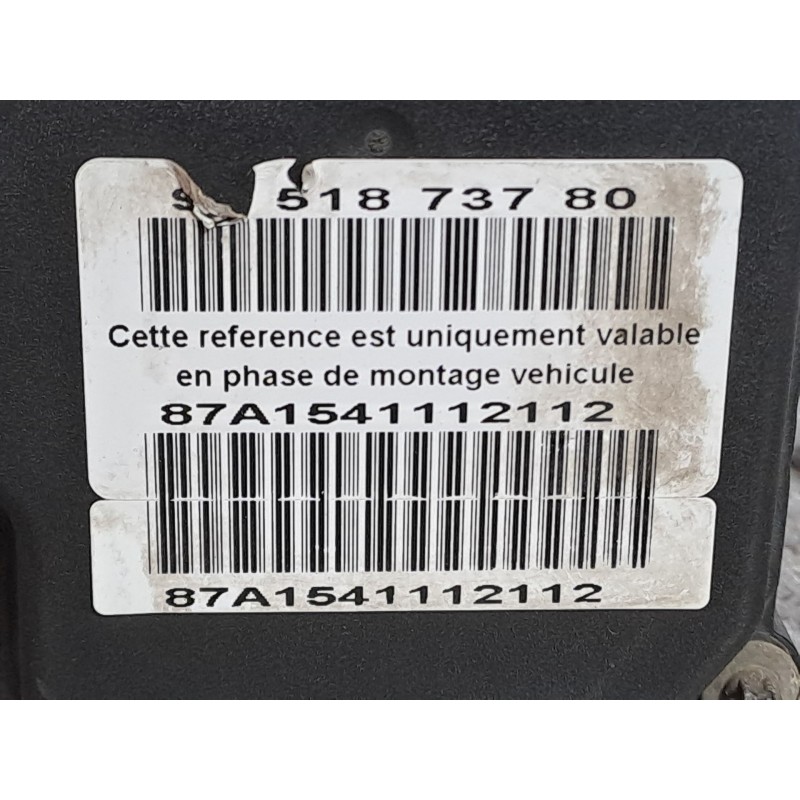 518 737 80
Cette reference est uniquement valable
en phase de montage vehicule
87A1541112112
87A1541112112